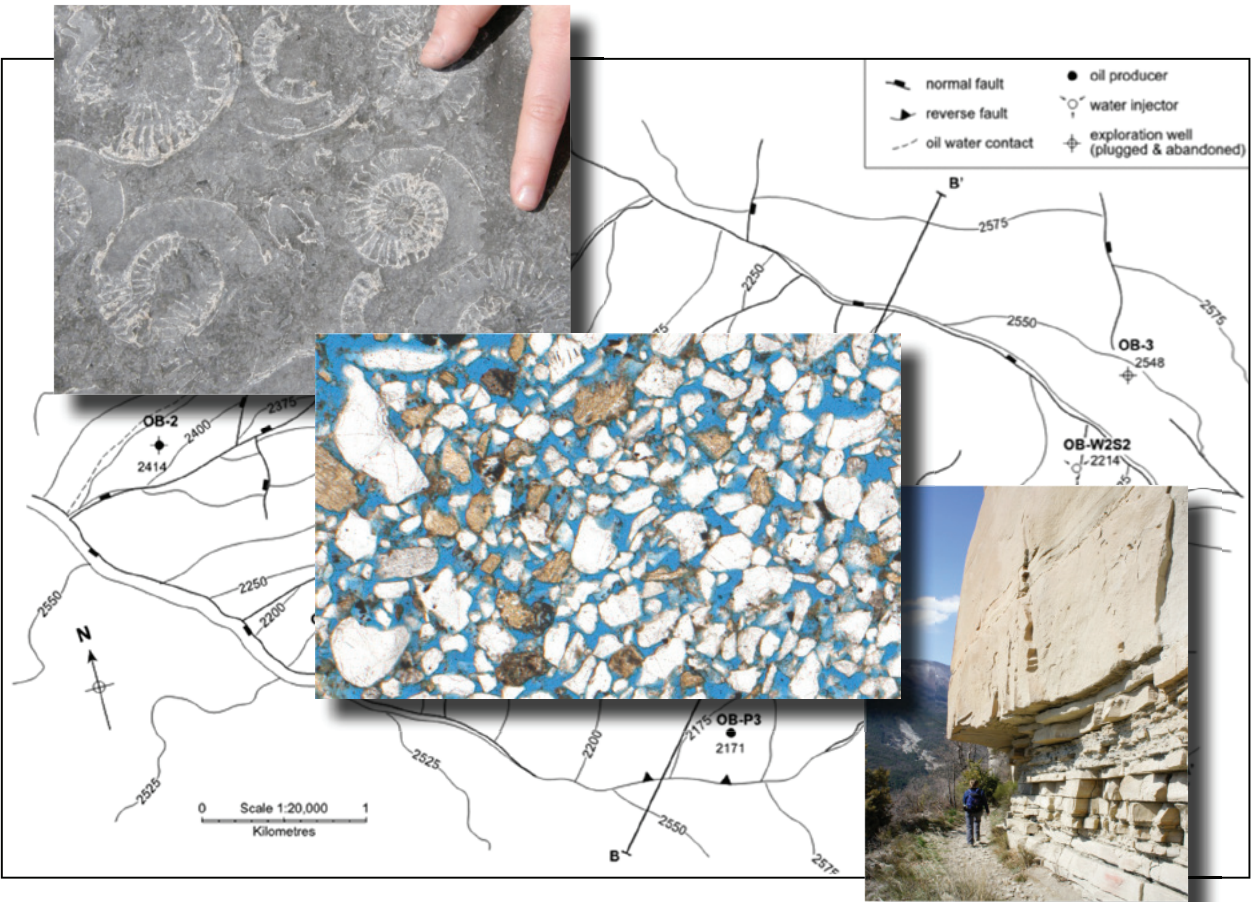 normal fault
reverse fault
oil water contact
oil producer
water injector
exploration well
(plugged & abandoned)
B'
2575
2250
2550
2575
OB-3
2548
OB-2
2414
2400
2375
OB-W2S2
2214
2250
2200
2550
N
2525
0 Scale 1:20,000 1
Kilometres
2525
2200
2175
OB-P3
2171
2550
B
2575